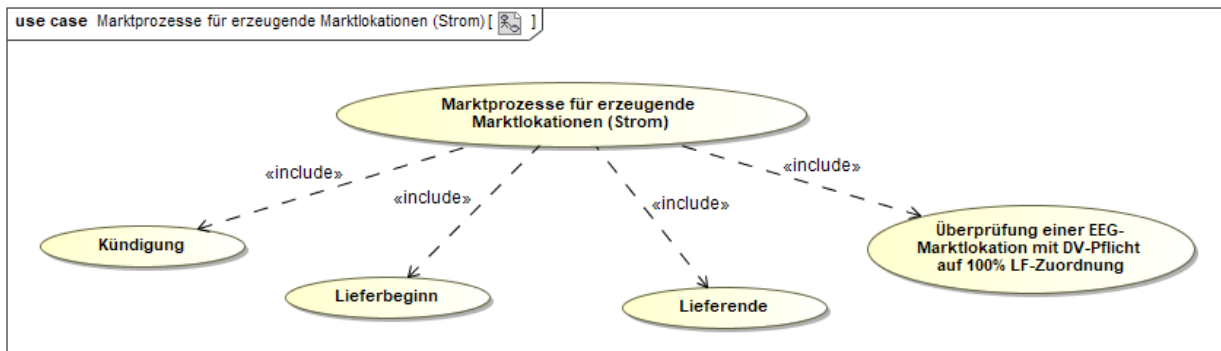 use case Marktprozesse für erzeugende Marktlokationen (Strom) [ ]
Marktprozesse für erzeugende
Marktlokationen (Strom)
«include»
«include»
«include»
«include»
Kündigung
Lieferbeginn
Lieferende
Überprüfung einer EEG-
Marktlokation mit DV-Pflicht
auf 100% LF-Zuordnung